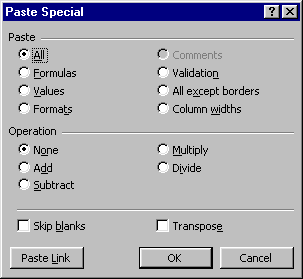 Paste Special
Paste
All Comments
Formulas Validation
Values All except borders
Formats Column widths
Operation
None Multiply
Add Divide
Subtract
Skip blanks Transpose
Paste Link OK Cancel